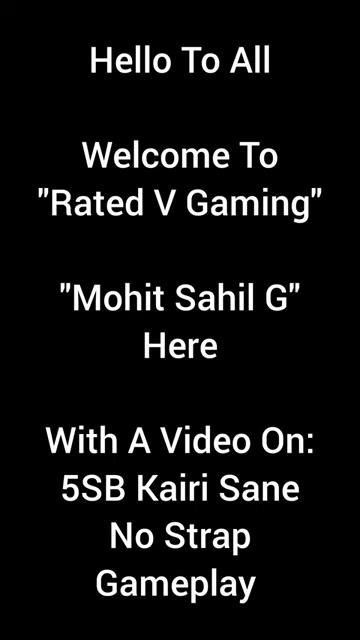 Hello To All
Welcome To
"Rated V Gaming"
"Mohit Sahil G"
Here
With A Video On:
5SB Kairi Sane
No Strap
Gameplay